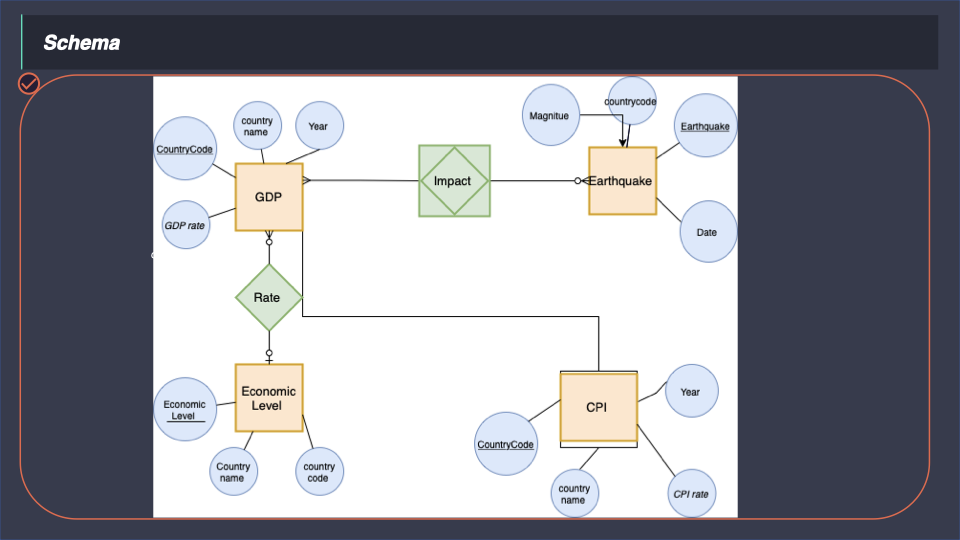 Schema
CountryCode
country
name
Year
GDP
GDP rate
Impact
Magnitue
countrycode
Earthquake
Earthquake
Date
Rate
Economic
Level
Economic
Level
Country
name
country
code
CPI
Year
CountryCode
country
name
CPI rate